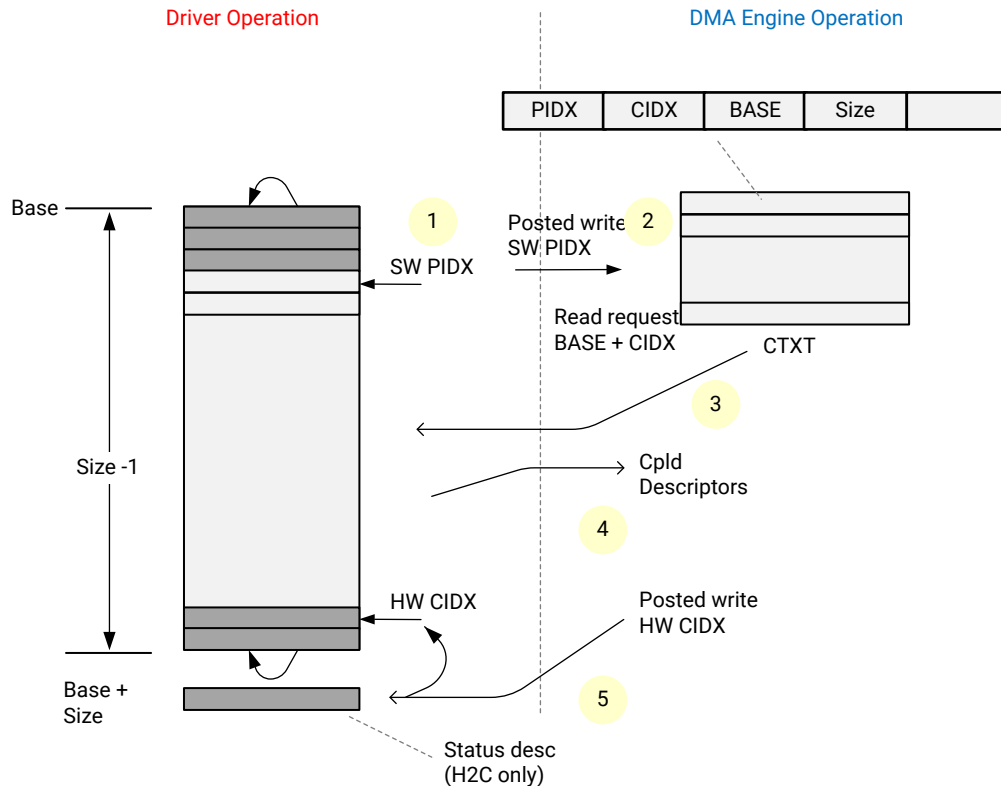 Driver Operation
DMA Engine Operation
PIDX
CIDX
BASE
Size
Base
1
Posted write
SW PIDX
2
SW PIDX
Read request
BASE + CIDX
CTXT
3
Size -1
Cpld
Descriptors
4
HW CIDX
Posted write
HW CIDX
Base +
Size
5
Status desc
(H2C only)